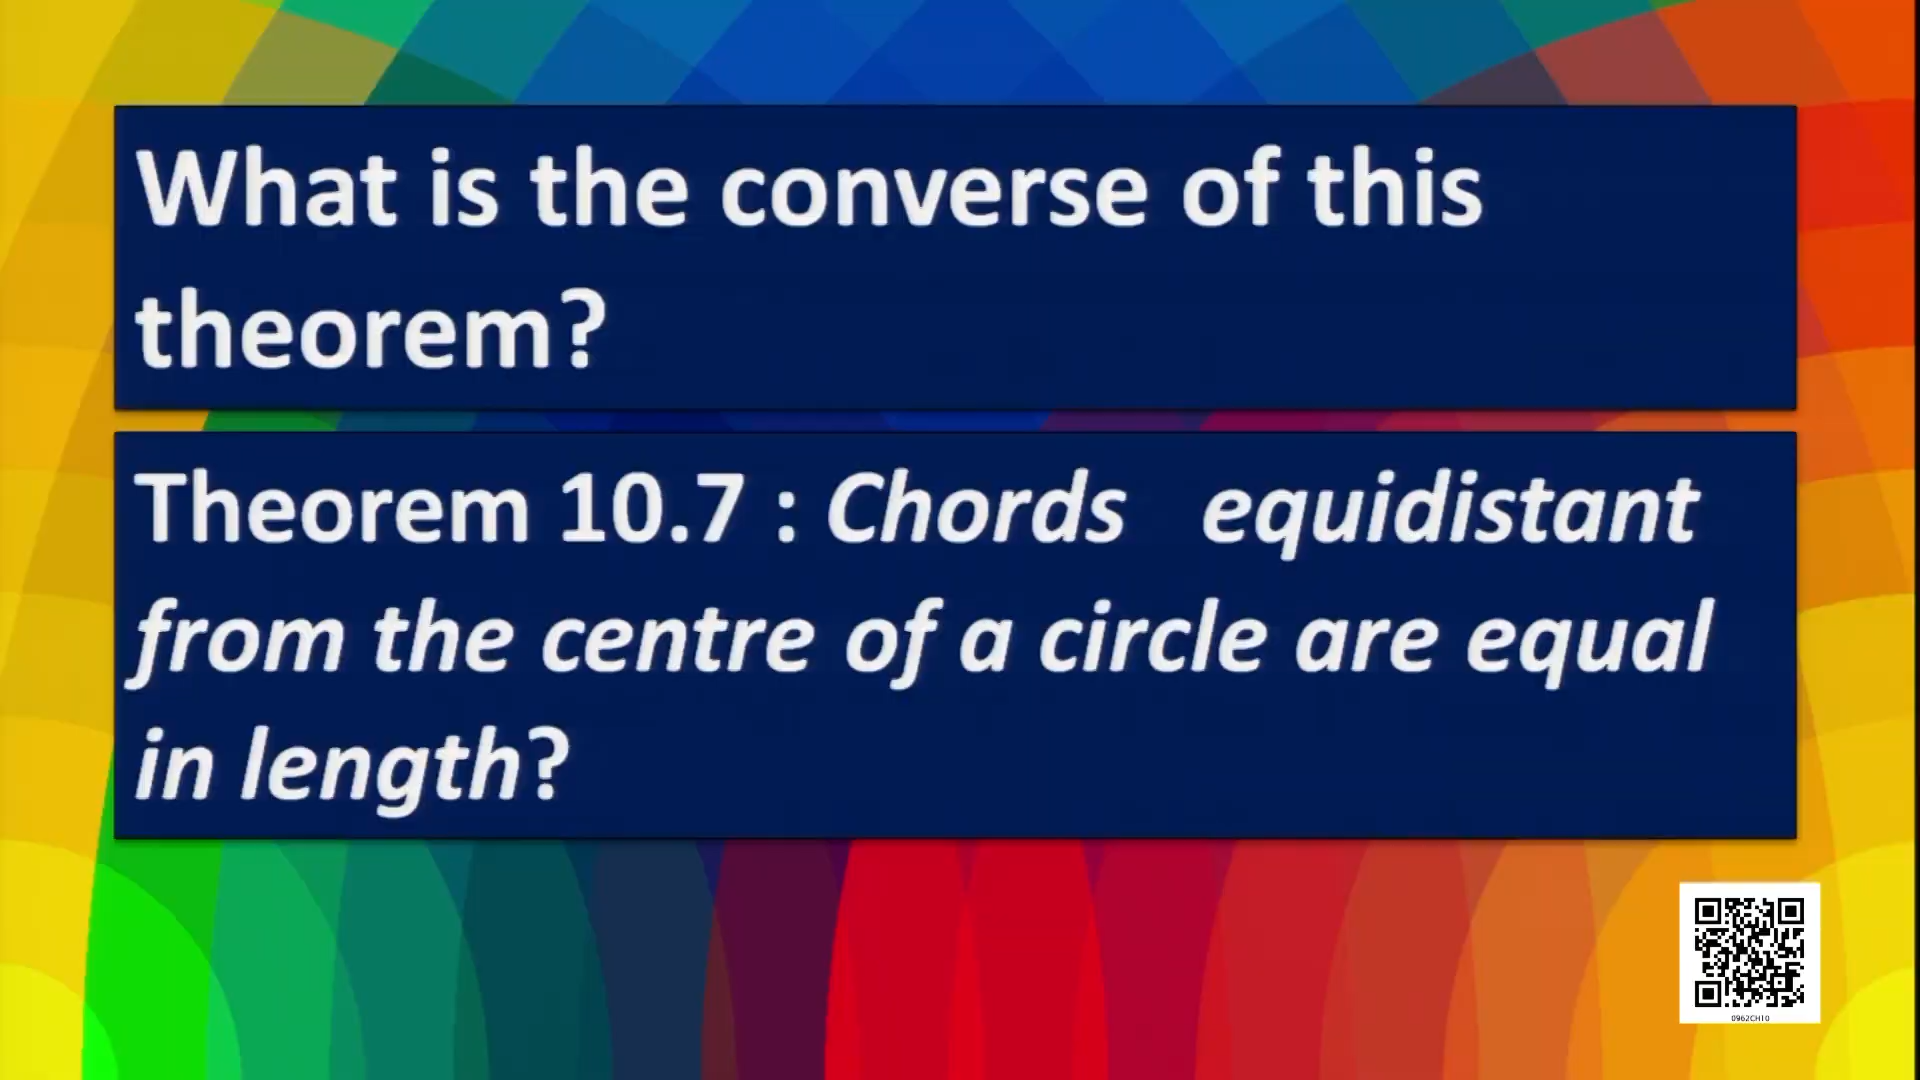 What is the converse of this
theorem?
Theorem 10.7 : Chords equidistant
from the centre of a circle are equal
in length?
0962CH10